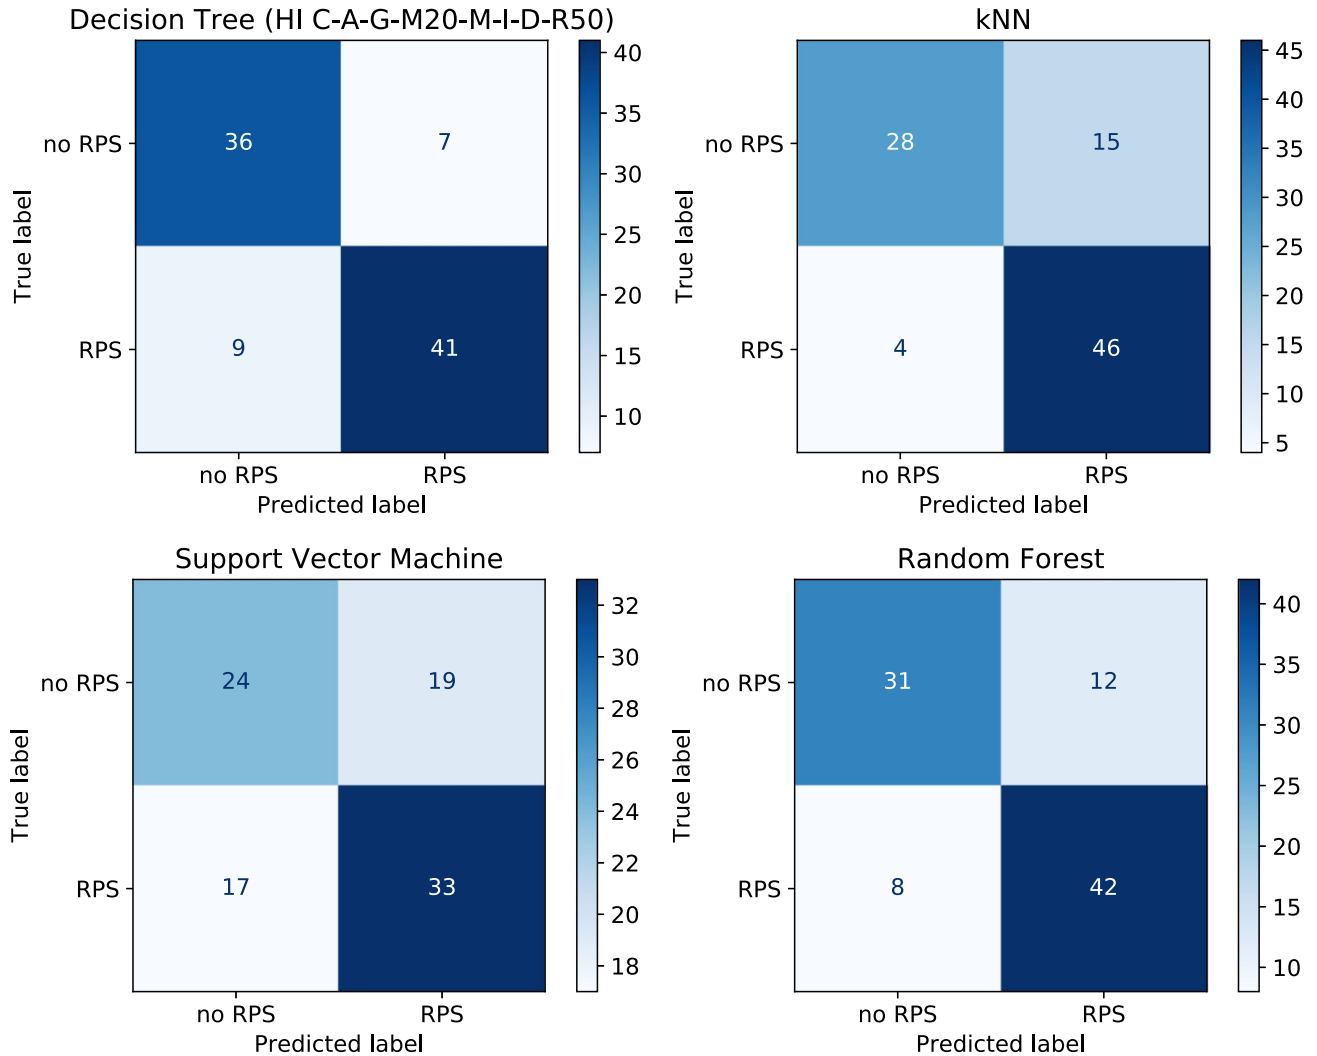 Decision Tree (HI C-A-G-M20-M-I-D-R50)
True label
no RPS
RPS
36
7
9
41
no RPS
RPS
Predicted label
40
35
30
25
20
15
10
kNN
True label
no RPS
RPS
28
15
4
46
no RPS
RPS
Predicted label
45
40
35
30
25
20
15
10
5
Support Vector Machine
True label
no RPS
RPS
24
19
17
33
no RPS
RPS
Predicted label
32
30
28
26
24
22
20
18
Random Forest
True label
no RPS
RPS
31
12
8
42
no RPS
RPS
Predicted label
40
35
30
25
20
15
10